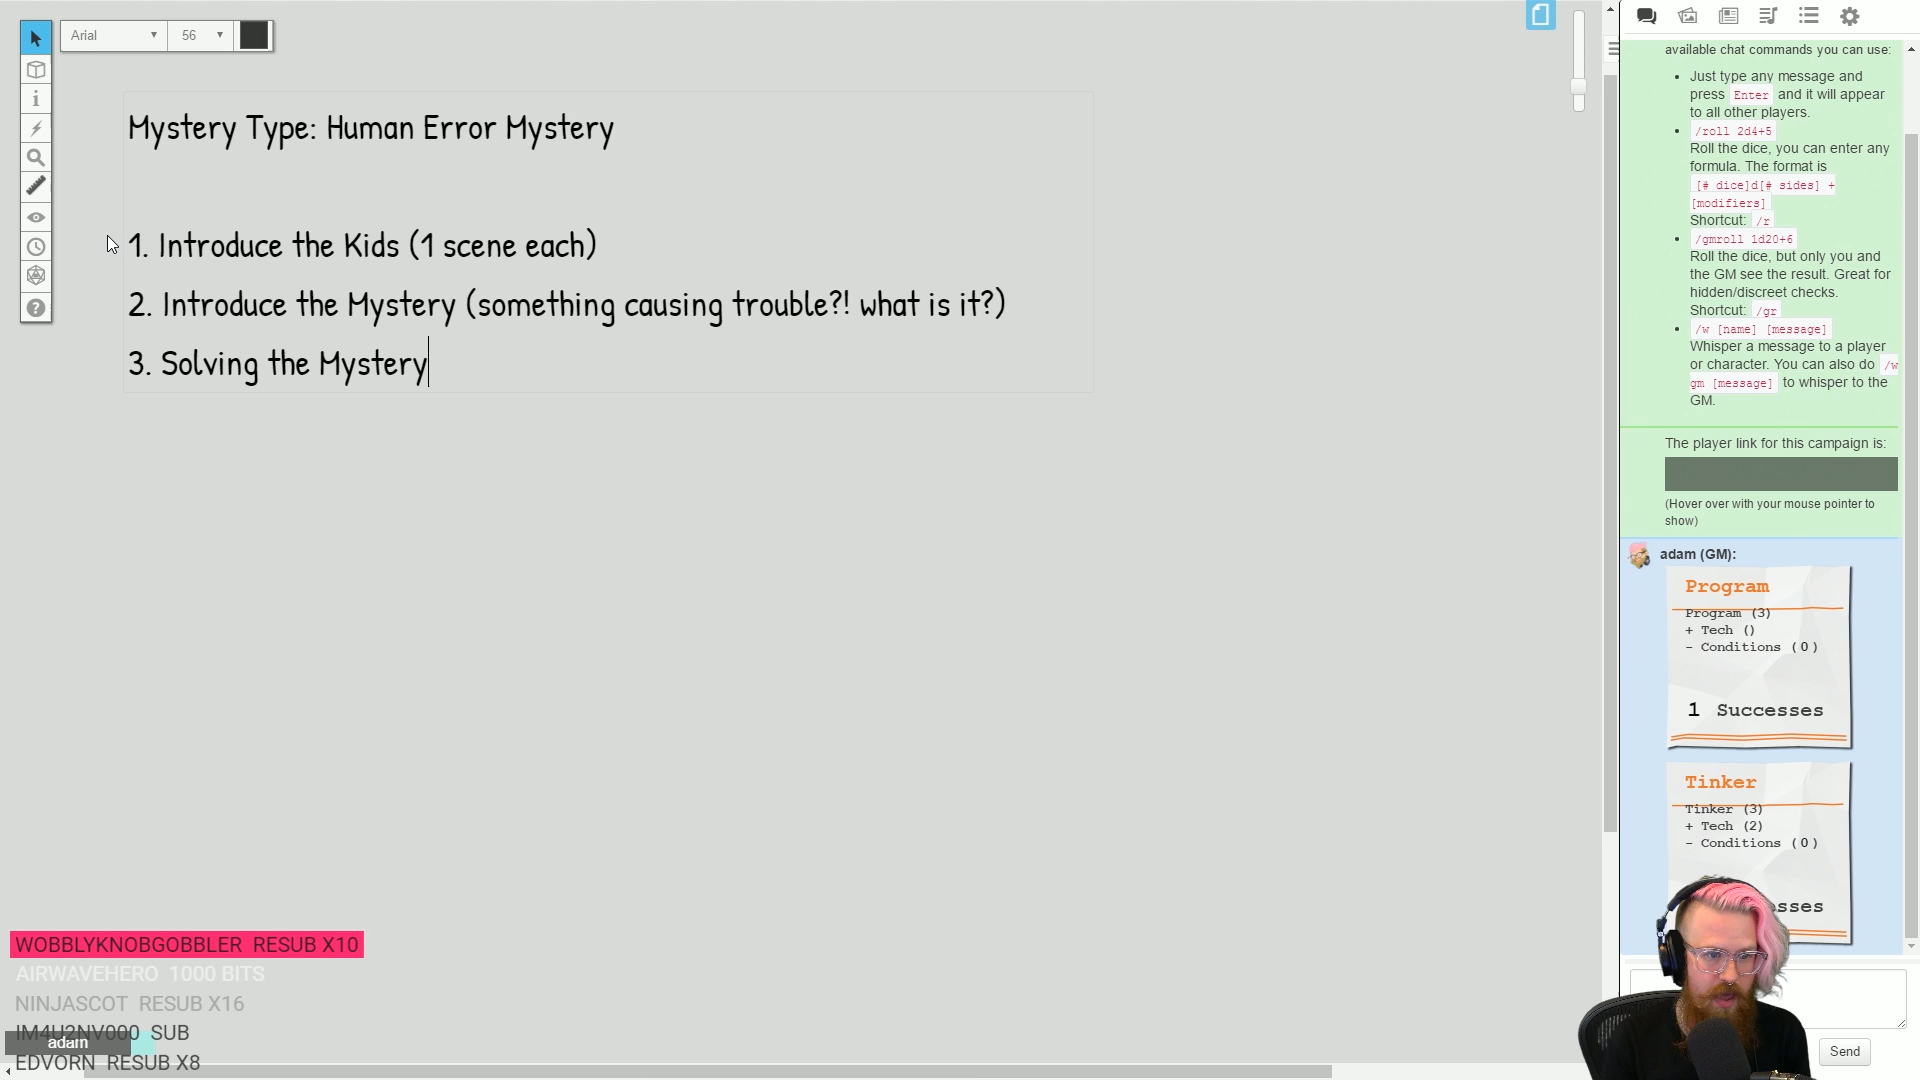 Arial
56
Mystery Type: Human Error Mystery
1. Introduce the Kids (1 scene each)
2. Introduce the Mystery (something causing trouble?! what is it?)
3. Solving the Mystery
WOBBLYKNOBGOBBLER RESUB X10
AIRWAVEHERO 1000 BITS
NINJASCOT RESUB X16
IM4U2NV000 SUB
adam
EDVORN RESUB X8
available chat commands you can use:
• Just type any message and
press Enter and it will appear
to all other players.
• /roll 2d4+5
Roll the dice, you can enter any
formula. The format is
[# dice]d[# sides] +
[modifiers]
Shortcut: /r
• /gmroll 1d20+6
Roll the dice, but only you and
the GM see the result. Great for
hidden/discreet checks.
Shortcut: /gr
• /w [name] [message]
Whisper a message to a player
or character. You can also do /w
gm [message] to whisper to the
GM.
The player link for this campaign is:
(Hover over with your mouse pointer to
show)
adam (GM):
Program
Program (3)
+ Tech ()
- Conditions (0)
1 Successes
Tinker
Tinker (3)
+ Tech (2)
- Conditions (0)
Send